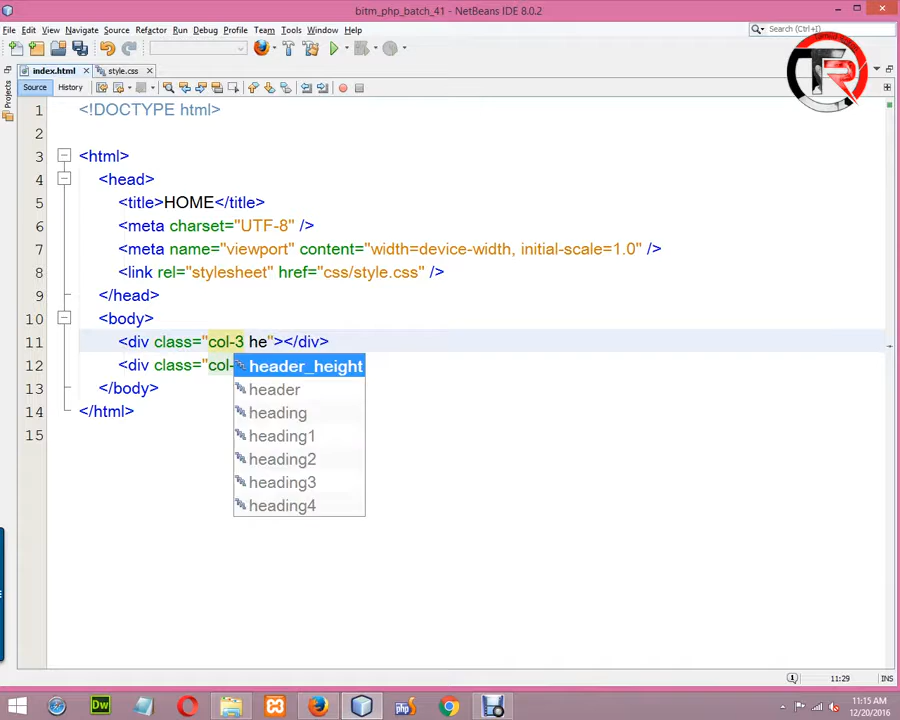 bitm_php_batch_41 - NetBeans IDE 8.0.2
File Edit View Navigate Source Refactor Run Debug Profile Team Tools Window Help
Search (Ctrl+I)
index.html style.css
Source History
Projects
1 <!DOCTYPE html>
2
3 <html>
4 <head>
5 <title>HOME</title>
6 <meta charset="UTF-8" />
7 <meta name="viewport" content="width=device-width, initial-scale=1.0" />
8 <link rel="stylesheet" href="css/style.css" />
9 </head>
10 <body>
11 <div class="col-3 he"></div>
12 <div class="col-
13 </body>
14 </html>
15
header_height
header
heading
heading1
heading2
heading3
heading4
11:29 INS
Dw
php
11:15 AM
12/20/2016